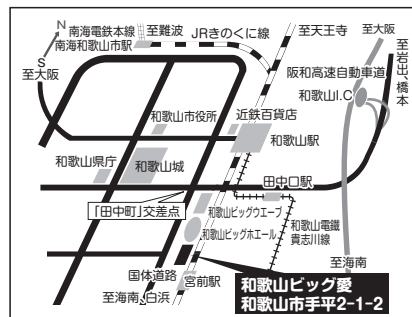 N
S
南海電鉄本線
南海和歌山市駅
至難波
JRきのくに線
至天王寺
至大阪
至岩出、橋本
至大阪
阪和高速自動車道
和歌山I.C
和歌山市役所
近鉄百貨店
和歌山駅
和歌山県庁
和歌山城
田中口駅
「田中町」交差点
和歌山ビッグウエーブ
和歌山ビッグホエール
和歌山電鐵
貴志川線
国体道路
宮前駅
至海南、白浜
至海南
和歌山ビッグ愛
和歌山市手平2-1-2